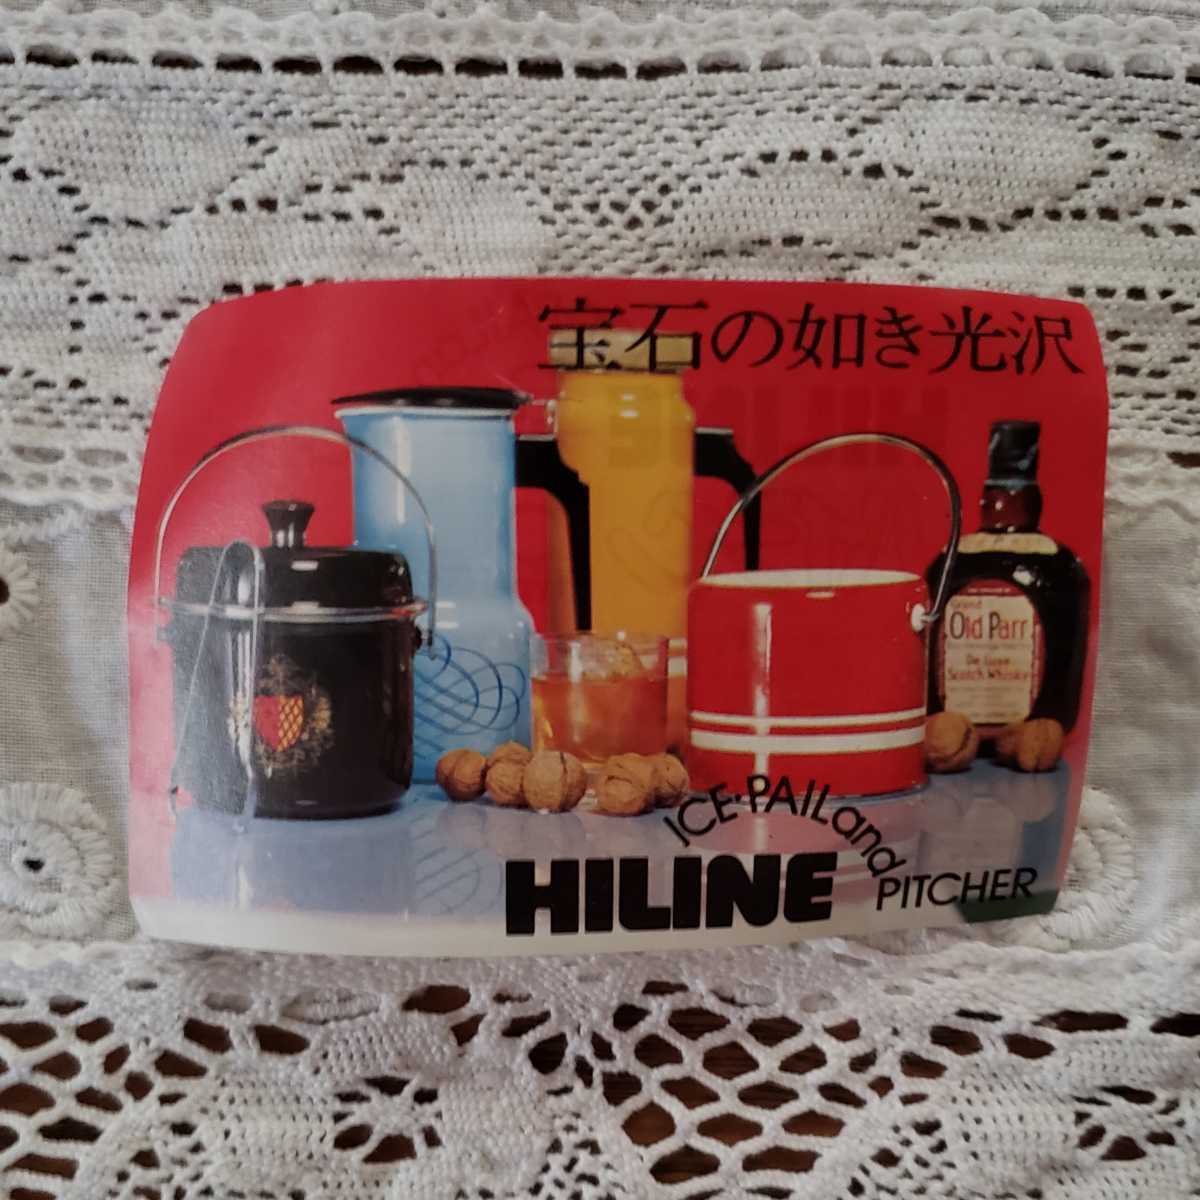 宝石の如き光沢
Grand
Old Parr
De Luxe
Scotch Whisky
ICE·PAIL and
PITCHER
HILINE